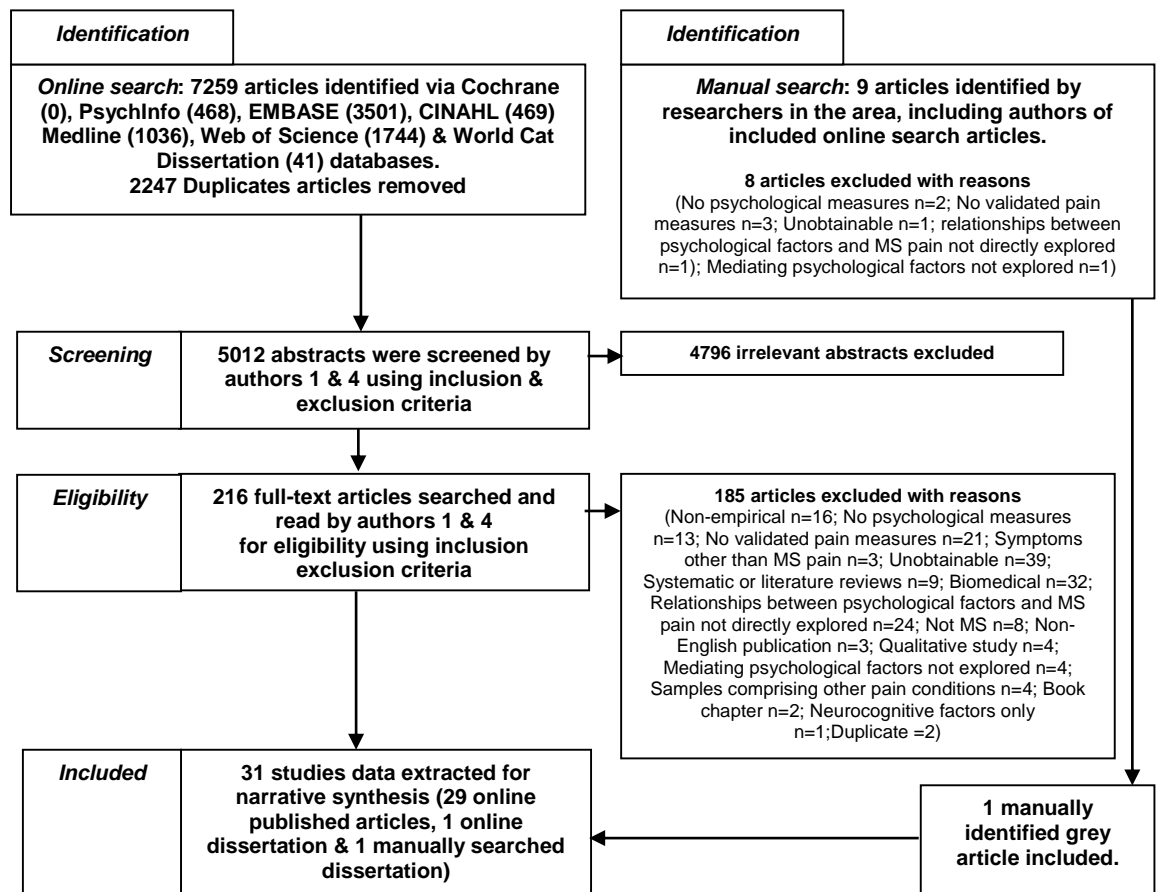 Identification
Online search: 7259 articles identified via Cochrane
(0), PsychInfo (468), EMBASE (3501), CINAHL (469)
Medline (1036), Web of Science (1744) & World Cat
Dissertation (41) databases.
2247 Duplicates articles removed
Identification
Manual search: 9 articles identified by
researchers in the area, including authors of
included online search articles.
8 articles excluded with reasons
(No psychological measures n=2; No validated pain
measures n=3; Unobtainable n=1; relationships between
psychological factors and MS pain not directly explored
n=1); Mediating psychological factors not explored n=1)
Screening
5012 abstracts were screened by
authors 1 & 4 using inclusion &
exclusion criteria
4796 irrelevant abstracts excluded
Eligibility
216 full-text articles searched and
read by authors 1 & 4
for eligibility using inclusion
exclusion criteria
185 articles excluded with reasons
(Non-empirical n=16; No psychological measures
n=13; No validated pain measures n=21; Symptoms
other than MS pain n=3; Unobtainable n=39;
Systematic or literature reviews n=9; Biomedical n=32;
Relationships between psychological factors and MS
pain not directly explored n=24; Not MS n=8; Non-
English publication n=3; Qualitative study n=4;
Mediating psychological factors not explored n=4;
Samples comprising other pain conditions n=4; Book
chapter n=2; Neurocognitive factors only
n=1;Duplicate =2)
Included
31 studies data extracted for
narrative synthesis (29 online
published articles, 1 online
dissertation & 1 manually searched
dissertation)
1 manually
identified grey
article included.